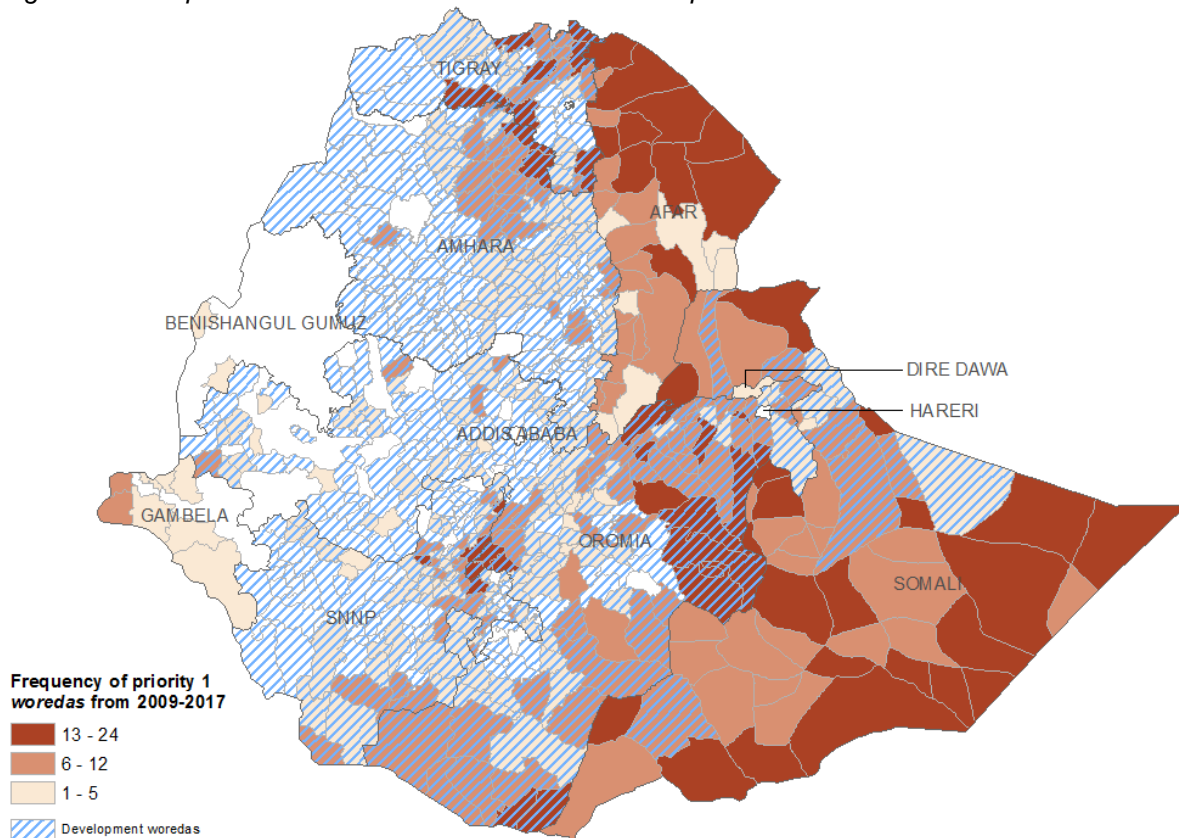 TIGRAY
AFAR
AMHARA
BENISHANGUL GUMUZ
DIRE DAWA
HARERI
ADDIS ABABA
GAMBELA
OROMIA
SOMALI
SNNP
Frequency of priority 1
woredas from 2009-2017
13 - 24
6 - 12
1 - 5
Development woredas